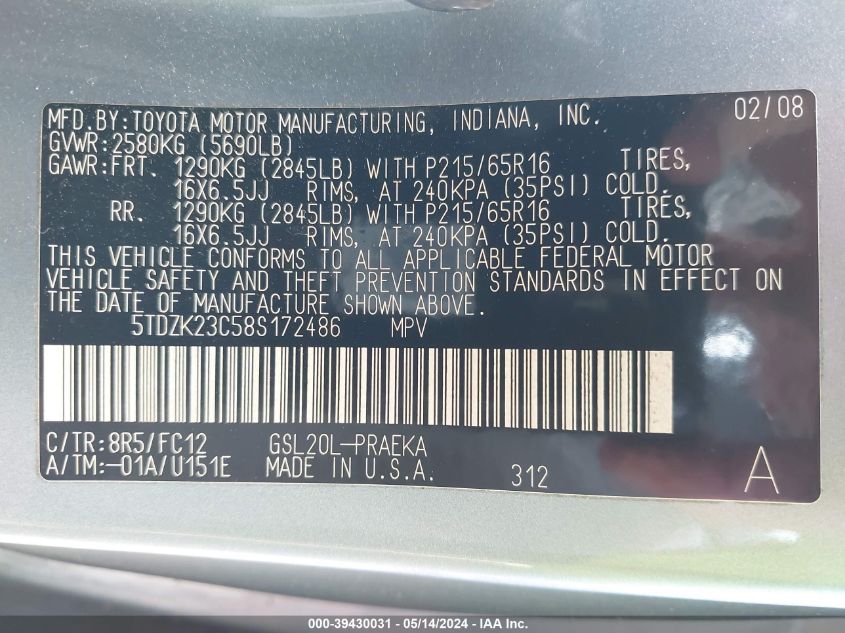 MFD. BY: TOYOTA MOTOR MANUFACTURING, INDIANA, INC. 02/08
GVWR: 2580KG (5690LB)
GAWR: FRT. 1290KG (2845LB) WITH P215/65R16 TIRES,
16X6.5JJ RIMS, AT 240KPA (35PSI) COLD.
RR. 1290KG (2845LB) WITH P215/65R16 TIRES,
16X6.5JJ RIMS, AT 240KPA (35PSI) COLD.
THIS VEHICLE CONFORMS TO ALL APPLICABLE FEDERAL MOTOR
VEHICLE SAFETY AND THEFT PREVENTION STANDARDS IN EFFECT ON
THE DATE OF MANUFACTURE SHOWN ABOVE.
5TDZK23C58S172486 MPV
C/TR: 8R5/FC12 GSL20L-PRAEKA
A/TM: -01A/U151E MADE IN U.S.A. 312 A
000-39430031 - 05/14/2024 - IAA Inc.